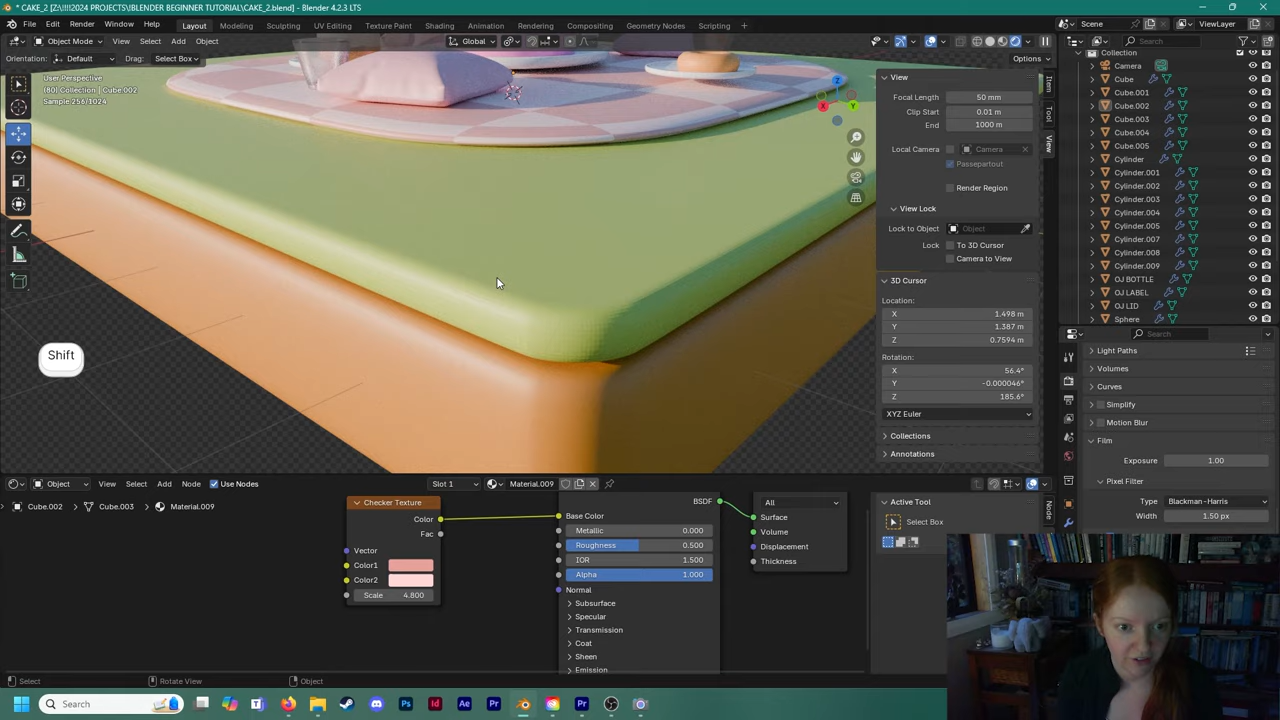 * CAKE_2 [Z:\!!!!2024 PROJECTS\BLENDER BEGINNER TUTORIAL\CAKE_2.blend] - Blender 4.2.3 LTS
File Edit Render Window Help Layout Modeling Sculpting UV Editing Texture Paint Shading Animation Rendering Compositing Geometry Nodes Scripting + Scene ViewLayer
Object Mode View Select Add Object Global Search
Orientation: Default Drag: Select Box Options
User Perspective
(80) Collection | Cube.002
Sample 256/1024
Z
X
Y
View
Focal Length 50 mm
Clip Start 0.01 m
End 1000 m
Local Camera Camera
Passepartout
Render Region
View Lock
Lock to Object Object
Lock To 3D Cursor
Camera to View
3D Cursor
Location:
X 1.498 m
Y 1.387 m
Z 0.7594 m
Rotation:
X 56.4°
Y -0.000046°
Z 185.6°
XYZ Euler
Collections
Annotations
Item
Tool
View
Collection
Camera
Cube
Cube.001
Cube.002
Cube.003
Cube.004
Cube.005
Cylinder
Cylinder.001
Cylinder.002
Cylinder.003
Cylinder.004
Cylinder.005
Cylinder.007
Cylinder.008
Cylinder.009
OJ BOTTLE
OJ LABEL
OJ LID
Sphere
Search
Light Paths
Volumes
Curves
Simplify
Motion Blur
Film
Exposure 1.00
Pixel Filter
Type Blackman-Harris
Width 1.50 px
Shift
Object View Select Add Node Use Nodes Slot 1 Material.009
Cube.002 > Cube.003 > Material.009
Checker Texture
Color
Fac
Vector
Color1
Color2
Scale 4.800
BSDF
Base Color
Metallic 0.000
Roughness 0.500
IOR 1.500
Alpha 1.000
Normal
Subsurface
Specular
Transmission
Coat
Sheen
Emission
All
Surface
Volume
Displacement
Thickness
Active Tool
Select Box
Node
Select Rotate View Object
Search